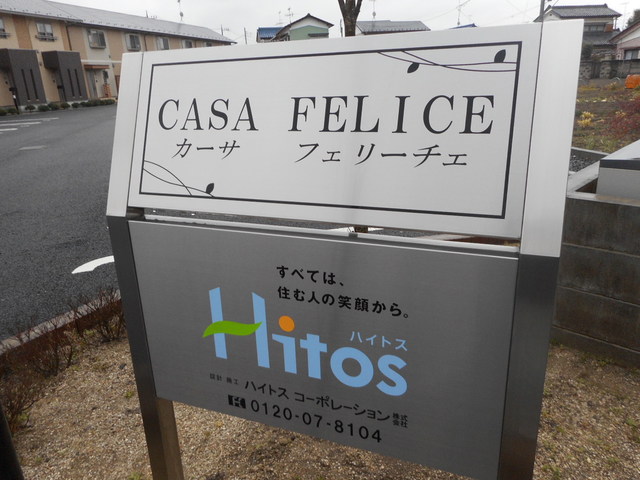 CASA FELICE
カーサ フェリーチェ
すべては、
住む人の笑顔から。
ハイトス
Hitos
設計・施工 ハイトス コーポレーション株式会社
0120-07-8104